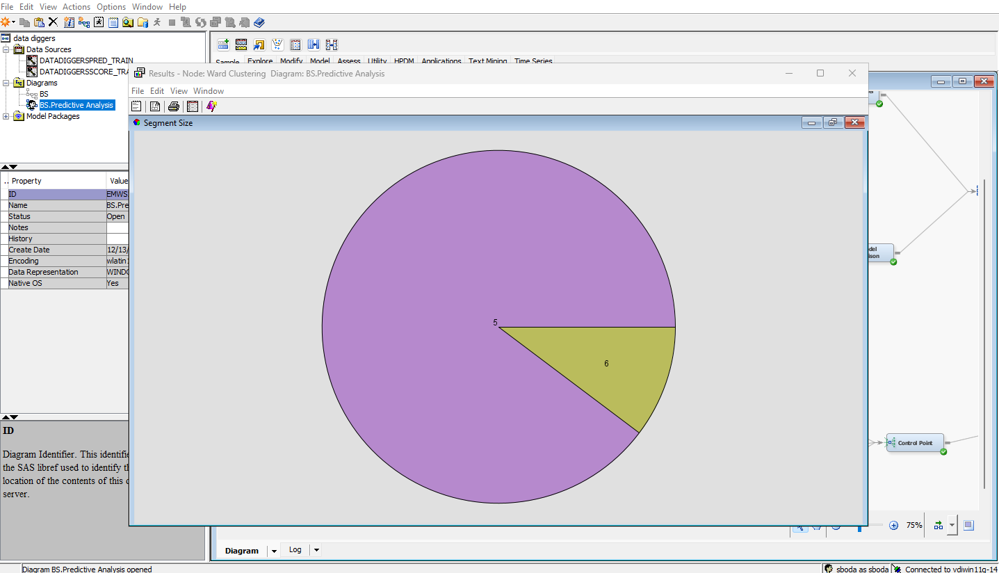 File Edit View Actions Options Window Help
data diggers
Data Sources
DATADIGGERSPRED_TRAIN
DATADIGGERSSCORE_TRA
Diagrams
BS
BS.Predictive Analysis
Model Packages
Sample Explore Modify Model Assess Utility HPDM Applications Text Mining Time Series
.. Property Value
ID EMWS
Name BS.Pre
Status Open
Notes
History
Create Date 12/13/
Encoding wlatin1
Data Representation WINDO
Native OS Yes
ID
Diagram Identifier. This identifie
the SAS libref used to identify th
location of the contents of this d
server.
Results - Node: Ward Clustering Diagram: BS.Predictive Analysis
File Edit View Window
Segment Size
5
6
del
ison
Control Point
75%
Diagram Log
Diagram BS.Predictive Analysis opened
sboda as sboda Connected to vdiwin11g-14